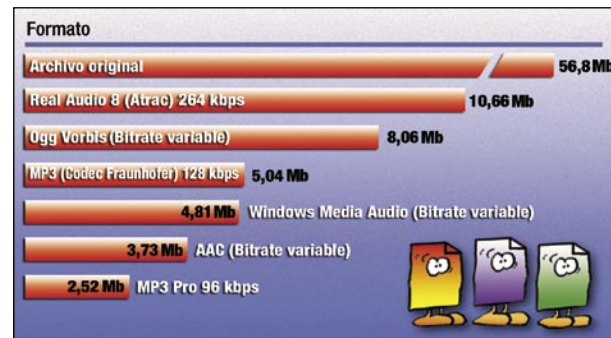 Formato
Archivo original 56,8 Mb
Real Audio 8 (Atrac) 264 kbps 10,66 Mb
Ogg Vorbis (Bitrate variable) 8,06 Mb
MP3 (Codec Fraunhofer) 128 kbps 5,04 Mb
4,81 Mb Windows Media Audio (Bitrate variable)
3,73 Mb AAC (Bitrate variable)
2,52 Mb MP3 Pro 96 kbps